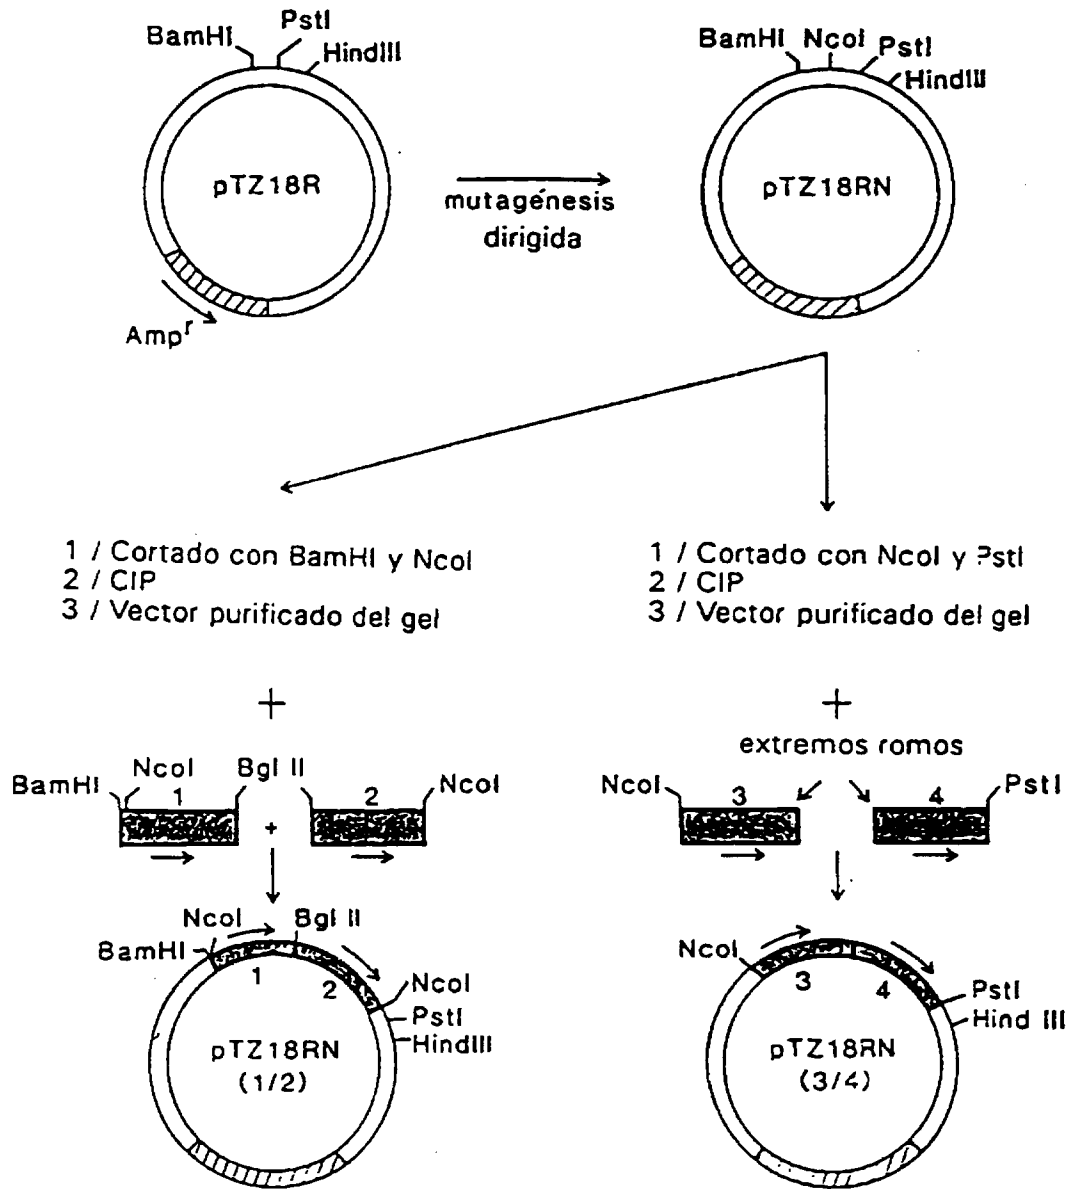 BamHI PstI HindIII
pTZ18R
Amp^r
mutagénesis
dirigida
BamHI NcoI PstI HindIII
pTZ18RN
1 / Cortado con BamHI y NcoI
2 / CIP
3 / Vector purificado del gel
1 / Cortado con NcoI y PstI
2 / CIP
3 / Vector purificado del gel
+
+
extremos romos
BamHI NcoI 1 Bgl II 2 NcoI
+
NcoI 3 4 PstI
BamHI NcoI Bgl II NcoI PstI HindIII
1 2
pTZ18RN
(1/2)
NcoI PstI Hind III
3 4
pTZ18RN
(3/4)